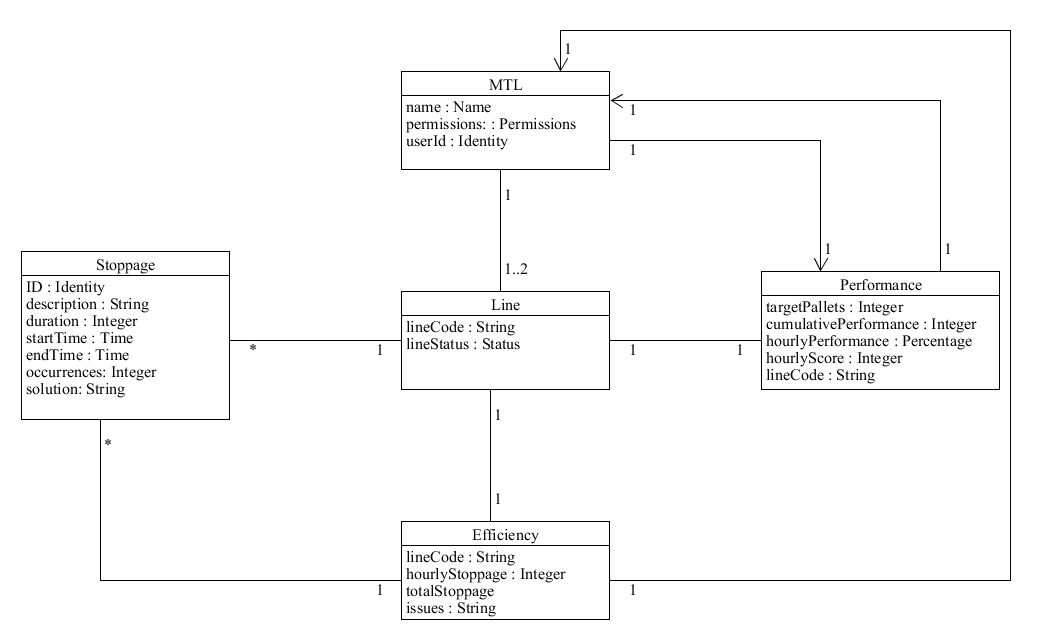 1
MTL
name : Name
permissions: : Permissions
userId : Identity
1
1
1
1..2
1
1
Stoppage
ID : Identity
description : String
duration : Integer
startTime : Time
endTime : Time
occurrences: Integer
solution: String
Line
lineCode : String
lineStatus : Status
Performance
targetPallets : Integer
cumulativePerformance : Integer
hourlyPerformance : Percentage
hourlyScore : Integer
lineCode : String
*
1
1
1
*
1
1
Efficiency
lineCode : String
hourlyStoppage : Integer
totalStoppage
issues : String
1
1